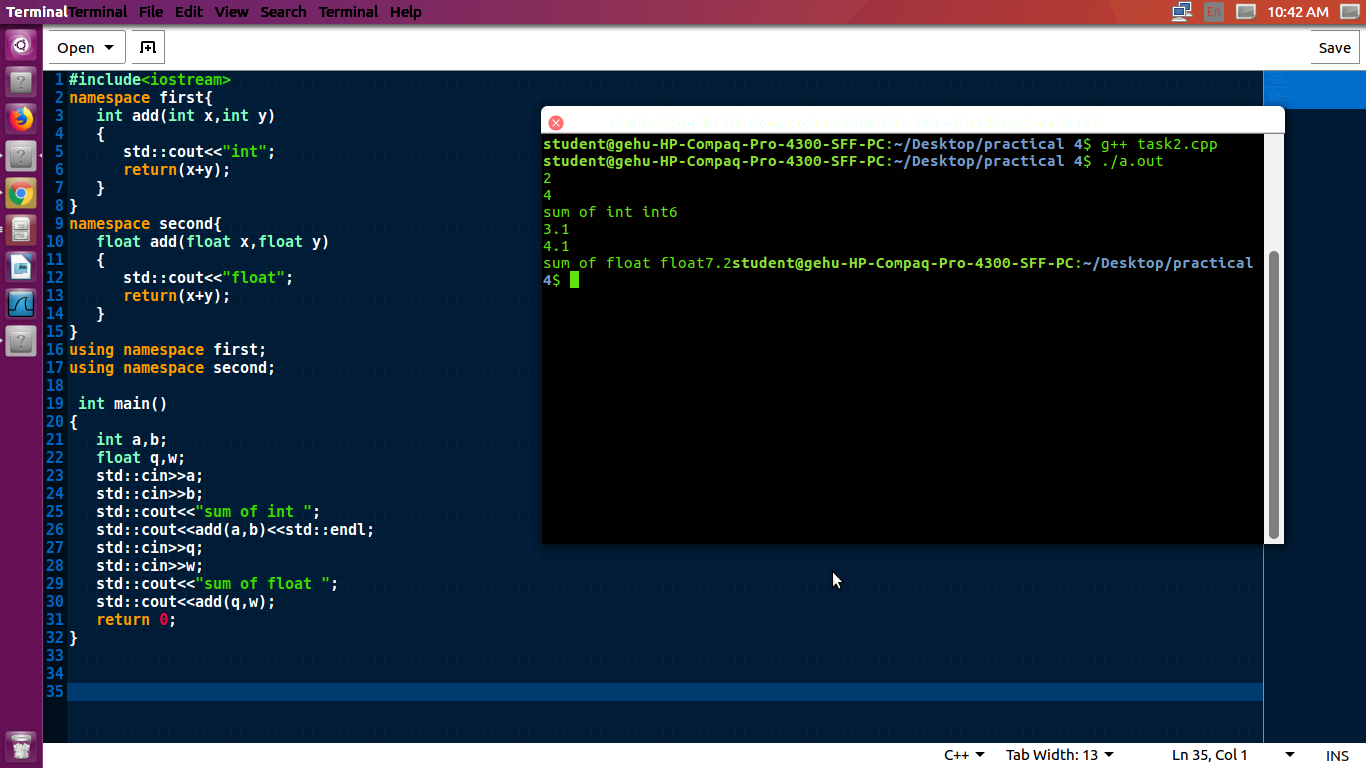 TerminalTerminal File Edit View Search Terminal Help En 10:42 AM
Open Save
1 #include<iostream>
2 namespace first{
3 int add(int x,int y)
4 {
5 std::cout<<"int";
6 return(x+y);
7 }
8 }
9 namespace second{
10 float add(float x,float y)
11 {
12 std::cout<<"float";
13 return(x+y);
14 }
15 }
16 using namespace first;
17 using namespace second;
18
19 int main()
20 {
21 int a,b;
22 float q,w;
23 std::cin>>a;
24 std::cin>>b;
25 std::cout<<"sum of int ";
26 std::cout<<add(a,b)<<std::endl;
27 std::cin>>q;
28 std::cin>>w;
29 std::cout<<"sum of float ";
30 std::cout<<add(q,w);
31 return 0;
32 }
33
34
35
student@gehu-HP-Compaq-Pro-4300-SFF-PC:~/Desktop/practical 4$ g++ task2.cpp
student@gehu-HP-Compaq-Pro-4300-SFF-PC:~/Desktop/practical 4$ ./a.out
2
4
sum of int int6
3.1
4.1
sum of float float7.2student@gehu-HP-Compaq-Pro-4300-SFF-PC:~/Desktop/practical
4$
C++ Tab Width: 13 Ln 35, Col 1 INS